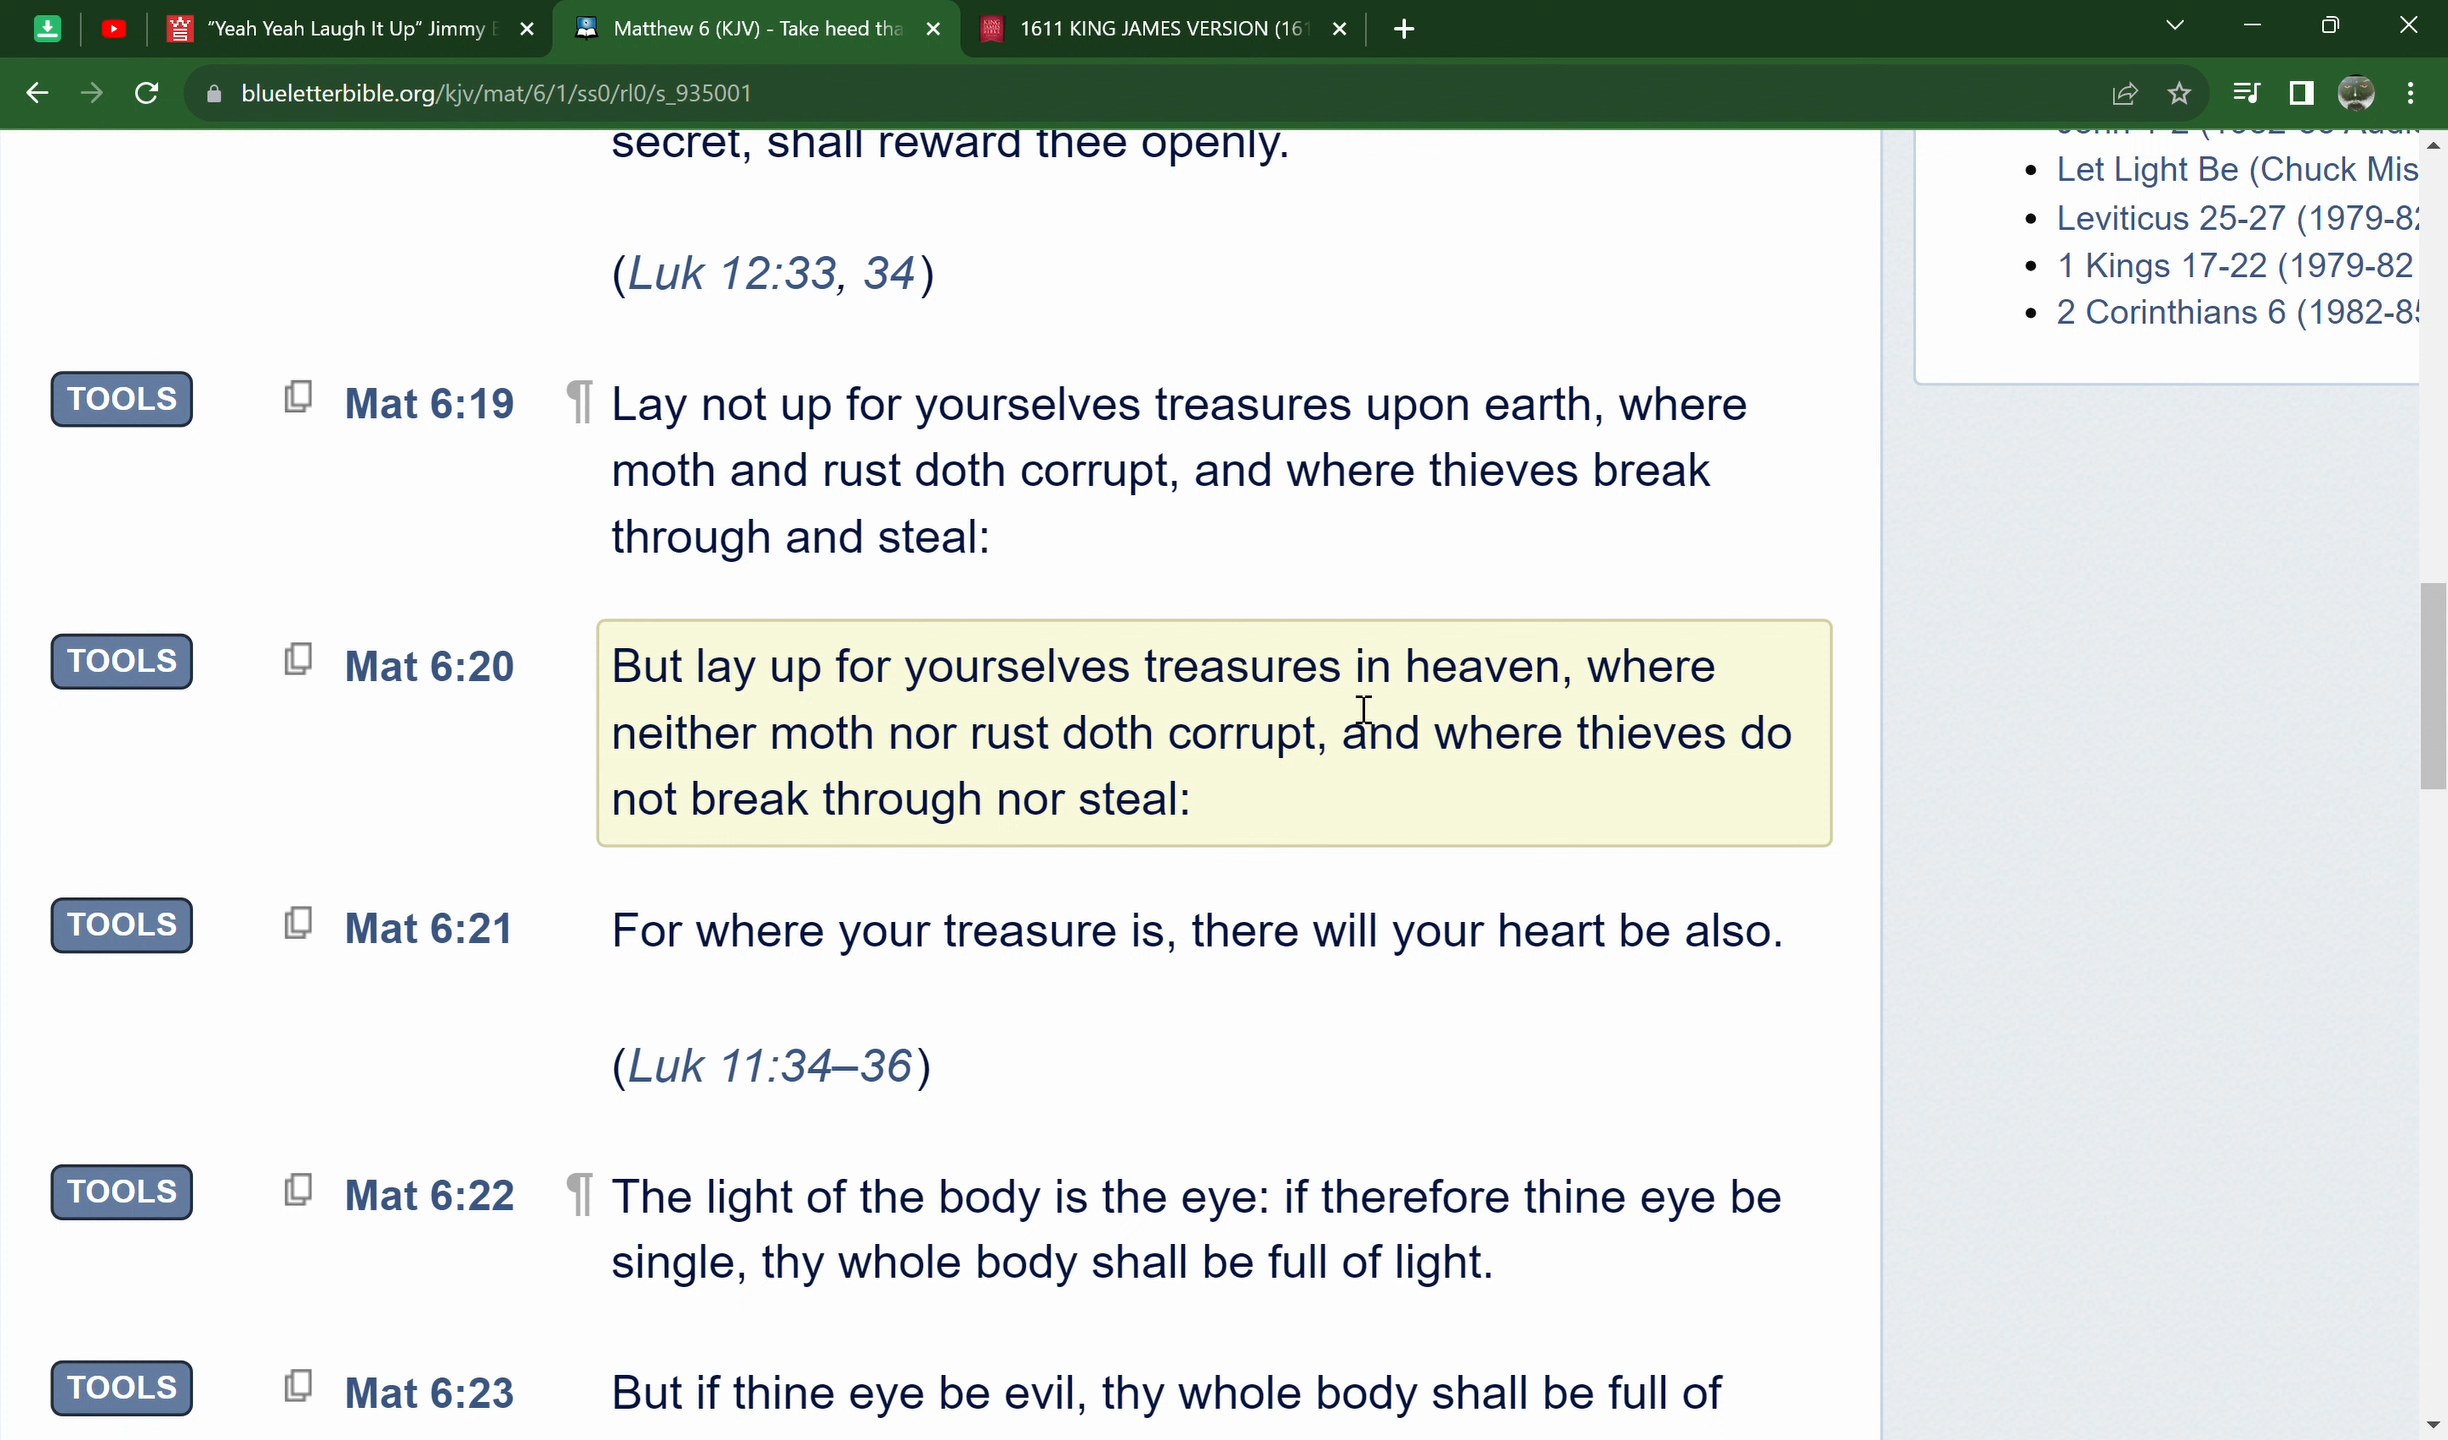 "Yeah Yeah Laugh It Up" Jimmy
Matthew 6 (KJV) - Take heed tha
1611 KING JAMES VERSION (161
blueletterbible.org/kjv/mat/6/1/ss0/rl0/s_935001
secret, shall reward thee openly.
(Luk 12:33, 34)
TOOLS Mat 6:19 ¶ Lay not up for yourselves treasures upon earth, where
moth and rust doth corrupt, and where thieves break
through and steal:
TOOLS Mat 6:20 But lay up for yourselves treasures in heaven, where
neither moth nor rust doth corrupt, and where thieves do
not break through nor steal:
TOOLS Mat 6:21 For where your treasure is, there will your heart be also.
(Luk 11:34–36)
TOOLS Mat 6:22 ¶ The light of the body is the eye: if therefore thine eye be
single, thy whole body shall be full of light.
TOOLS Mat 6:23 But if thine eye be evil, thy whole body shall be full of
• Let Light Be (Chuck Mis
• Leviticus 25-27 (1979-82
• 1 Kings 17-22 (1979-82
• 2 Corinthians 6 (1982-85